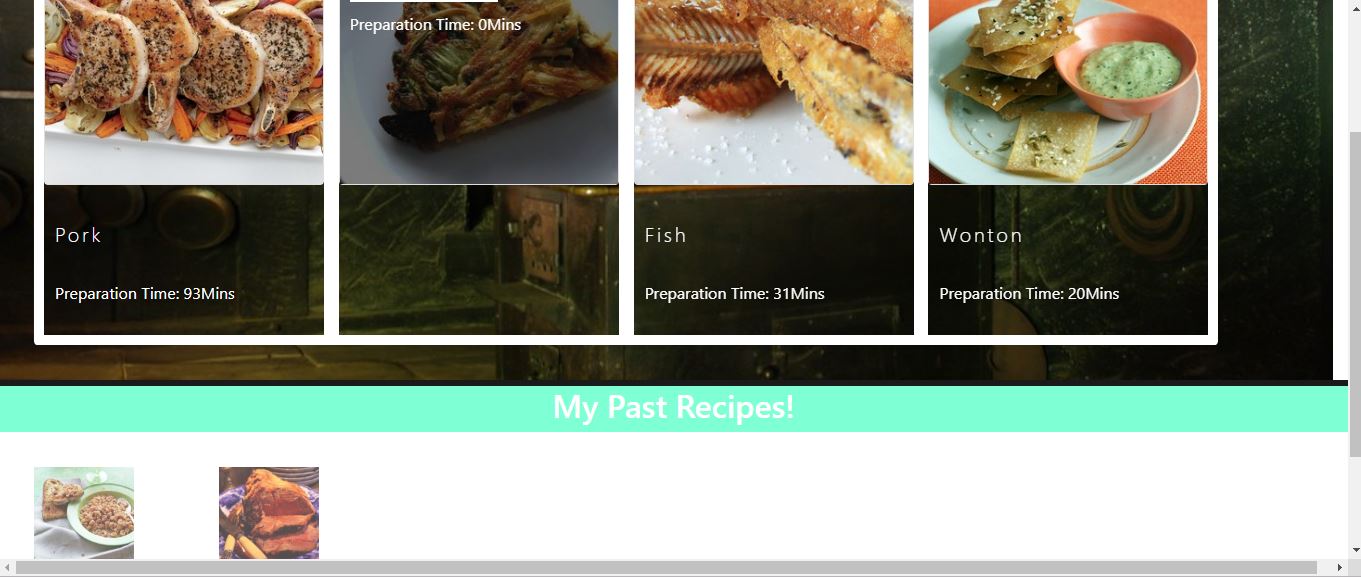 Preparation Time: 0Mins
Pork
Preparation Time: 93Mins
Fish
Preparation Time: 31Mins
Wonton
Preparation Time: 20Mins
My Past Recipes!